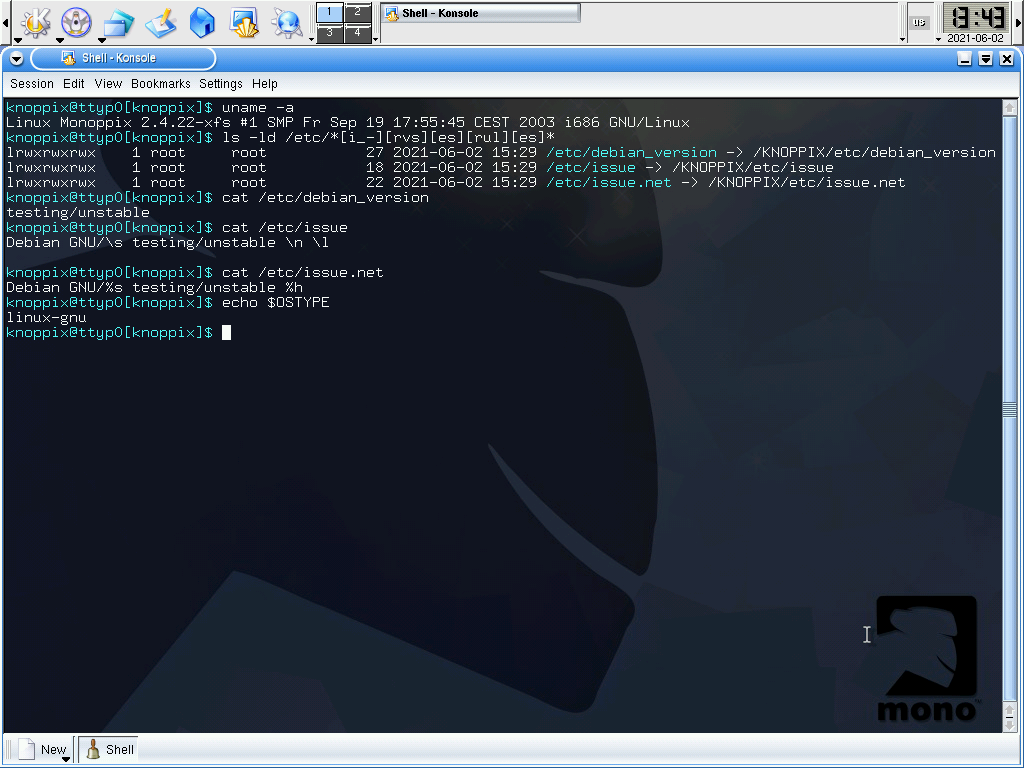 1 2
3 4
Shell - Konsole
us
13:43
2021-06-02
Shell - Konsole
Session Edit View Bookmarks Settings Help
knoppix@ttyp0[knoppix]$ uname -a
Linux Monoppix 2.4.22-xfs #1 SMP Fr Sep 19 17:55:45 CEST 2003 i686 GNU/Linux
knoppix@ttyp0[knoppix]$ ls -ld /etc/*[i_-][rvs][es][rul][es]*
lrwxrwxrwx 1 root root 27 2021-06-02 15:29 /etc/debian_version -> /KNOPPIX/etc/debian_version
lrwxrwxrwx 1 root root 18 2021-06-02 15:29 /etc/issue -> /KNOPPIX/etc/issue
lrwxrwxrwx 1 root root 22 2021-06-02 15:29 /etc/issue.net -> /KNOPPIX/etc/issue.net
knoppix@ttyp0[knoppix]$ cat /etc/debian_version
testing/unstable
knoppix@ttyp0[knoppix]$ cat /etc/issue
Debian GNU/\s testing/unstable \n \l
knoppix@ttyp0[knoppix]$ cat /etc/issue.net
Debian GNU/%s testing/unstable %h
knoppix@ttyp0[knoppix]$ echo $OSTYPE
linux-gnu
knoppix@ttyp0[knoppix]$
mono
New Shell